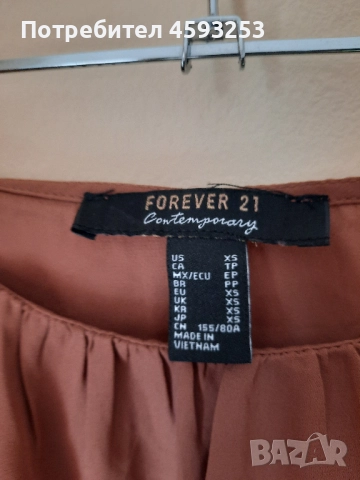 Потребител 4593253
FOREVER 21
Contemporary
US XS
CA TP
MX/ECU EP
BR PP
EU XS
UK XS
KR XS
JP XS
CN 155/80A
MADE IN
VIETNAM
BAZAR